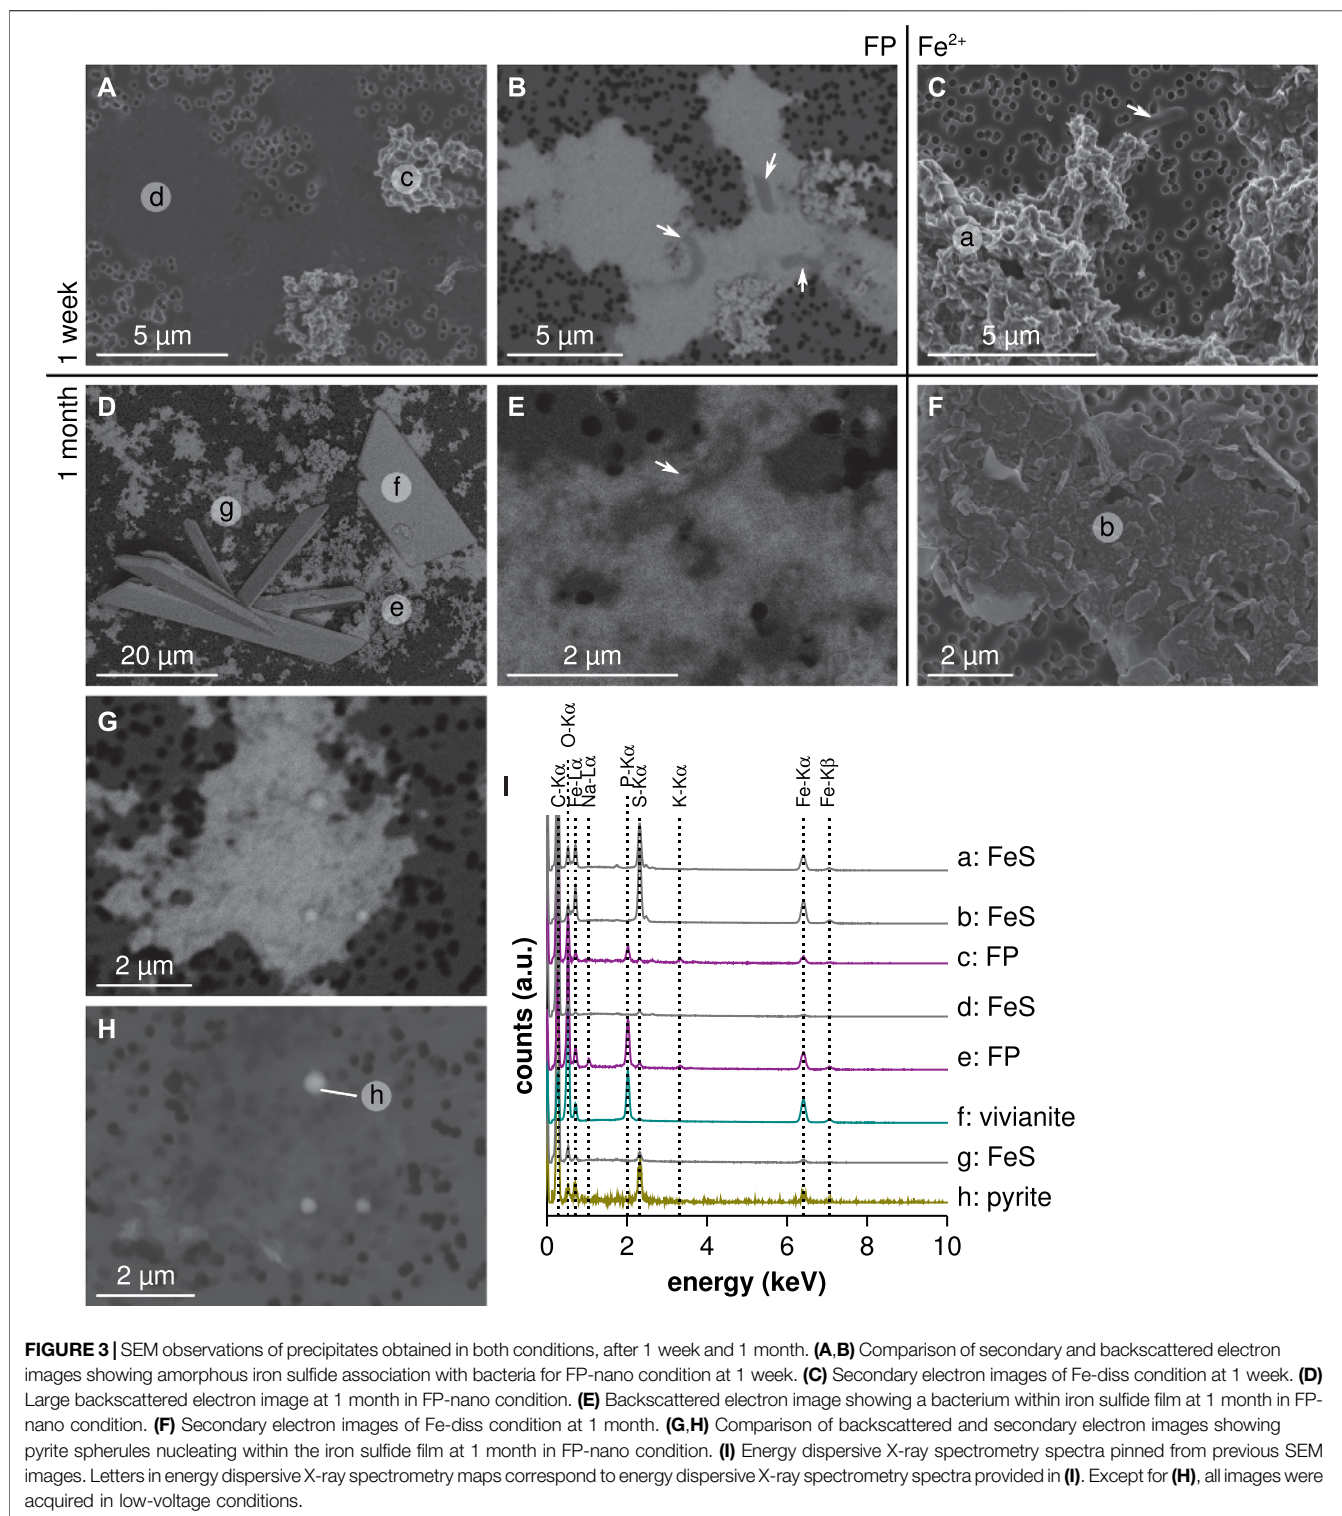 FP Fe²⁺
1 week
A
d
c
5 µm
B
5 µm
C
a
5 µm
1 month
D
g
f
e
20 µm
E
2 µm
F
b
2 µm
G
2 µm
H
h
2 µm
I
C-Kα
O-Kα
Fe-Lα
Na-Lα
P-Kα
S-Kα
K-Kα
Fe-Kα
Fe-Kβ
counts (a.u.)
a: FeS
b: FeS
c: FP
d: FeS
e: FP
f: vivianite
g: FeS
h: pyrite
0 2 4 6 8 10
energy (keV)
FIGURE 3 | SEM observations of precipitates obtained in both conditions, after 1 week and 1 month. (A,B) Comparison of secondary and backscattered electron
images showing amorphous iron sulfide association with bacteria for FP-nano condition at 1 week. (C) Secondary electron images of Fe-diss condition at 1 week. (D)
Large backscattered electron image at 1 month in FP-nano condition. (E) Backscattered electron image showing a bacterium within iron sulfide film at 1 month in FP-
nano condition. (F) Secondary electron images of Fe-diss condition at 1 month. (G,H) Comparison of backscattered and secondary electron images showing
pyrite spherules nucleating within the iron sulfide film at 1 month in FP-nano condition. (I) Energy dispersive X-ray spectrometry spectra pinned from previous SEM
images. Letters in energy dispersive X-ray spectrometry maps correspond to energy dispersive X-ray spectrometry spectra provided in (I). Except for (H), all images were
acquired in low-voltage conditions.